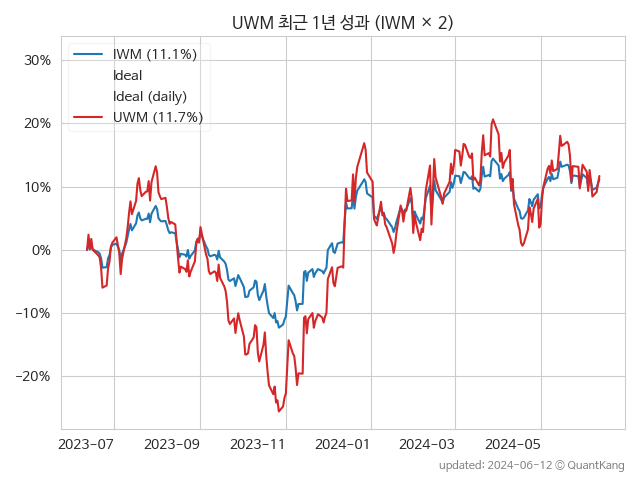 UWM 최근 1년 성과 (IWM × 2)
IWM (11.1%)
Ideal
Ideal (daily)
UWM (11.7%)
30%
20%
10%
0%
−10%
−20%
2023-07
2023-09
2023-11
2024-01
2024-03
2024-05
updated: 2024-06-12 © QuantKang